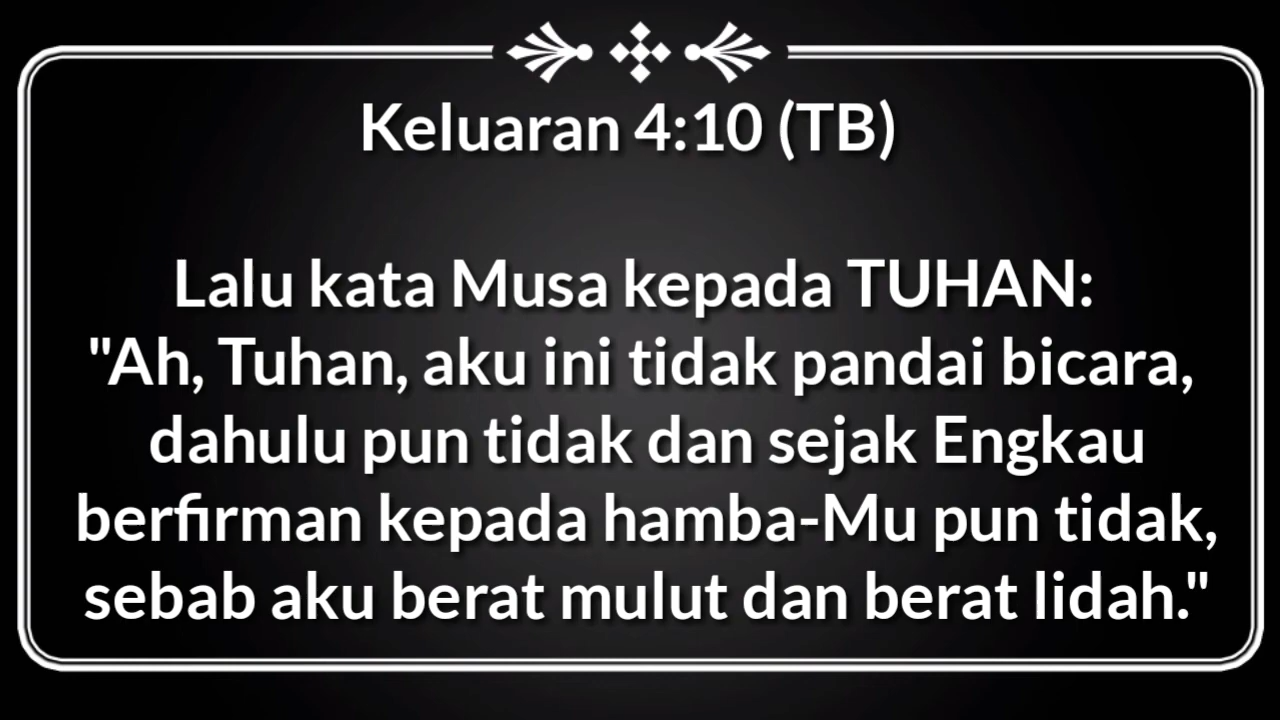 Keluaran 4:10 (TB)
Lalu kata Musa kepada TUHAN:
"Ah, Tuhan, aku ini tidak pandai bicara,
dahulu pun tidak dan sejak Engkau
berfirman kepada hamba-Mu pun tidak,
sebab aku berat mulut dan berat lidah."